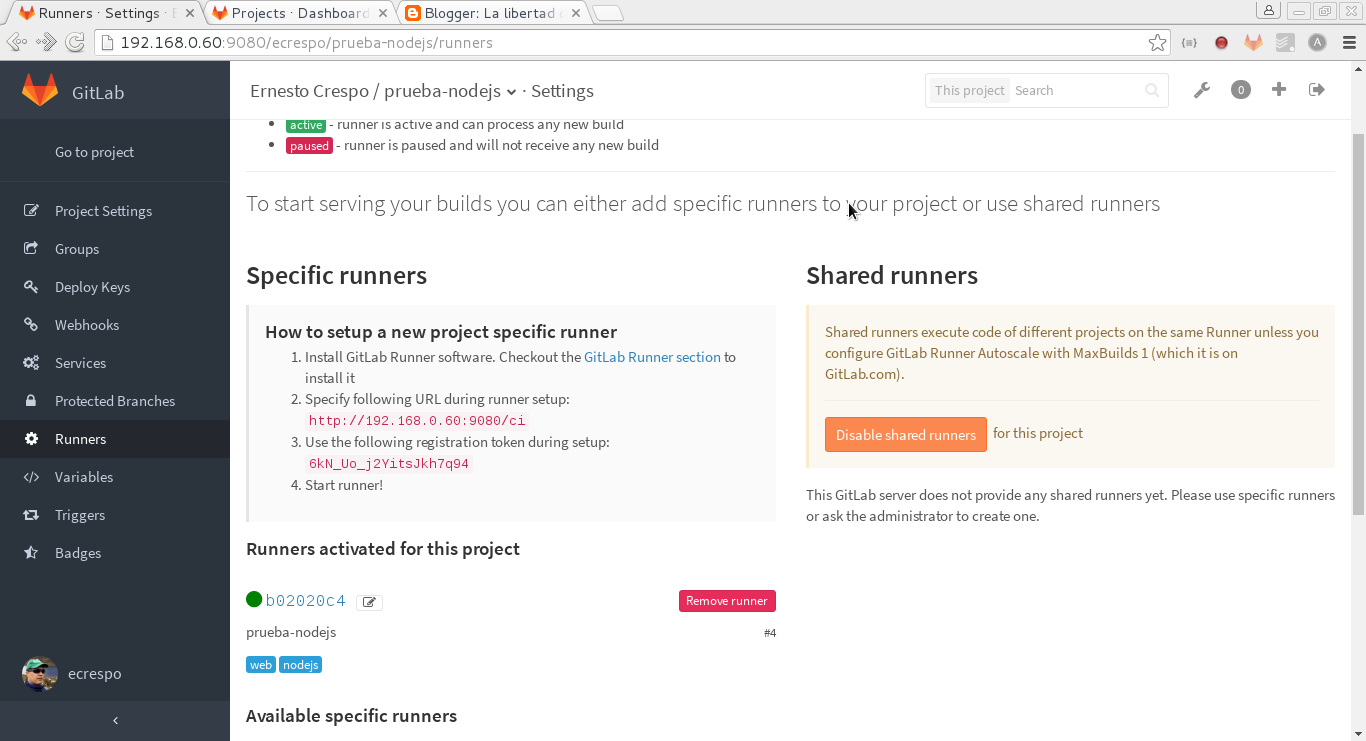 Runners · Settings ·
Projects · Dashboard
Blogger: La libertad
192.168.0.60:9080/ecrespo/prueba-nodejs/runners
GitLab
Ernesto Crespo / prueba-nodejs · Settings
This project Search
0
Go to project
Project Settings
Groups
Deploy Keys
Webhooks
Services
Protected Branches
Runners
Variables
Triggers
Badges
ecrespo
active - runner is active and can process any new build
paused - runner is paused and will not receive any new build
To start serving your builds you can either add specific runners to your project or use shared runners
Specific runners
How to setup a new project specific runner
1. Install GitLab Runner software. Checkout the GitLab Runner section to
install it
2. Specify following URL during runner setup:
http://192.168.0.60:9080/ci
3. Use the following registration token during setup:
6kN_Uo_j2YitsJkh7q94
4. Start runner!
Runners activated for this project
b02020c4
Remove runner
prueba-nodejs
#4
web nodejs
Available specific runners
Shared runners
Shared runners execute code of different projects on the same Runner unless you
configure GitLab Runner Autoscale with MaxBuilds 1 (which it is on
GitLab.com).
Disable shared runners for this project
This GitLab server does not provide any shared runners yet. Please use specific runners
or ask the administrator to create one.